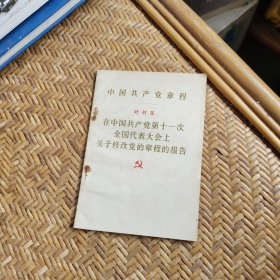 中国共产党章程
叶剑英
在中国共产党第十一次
全国代表大会上
关于修改党的章程的报告